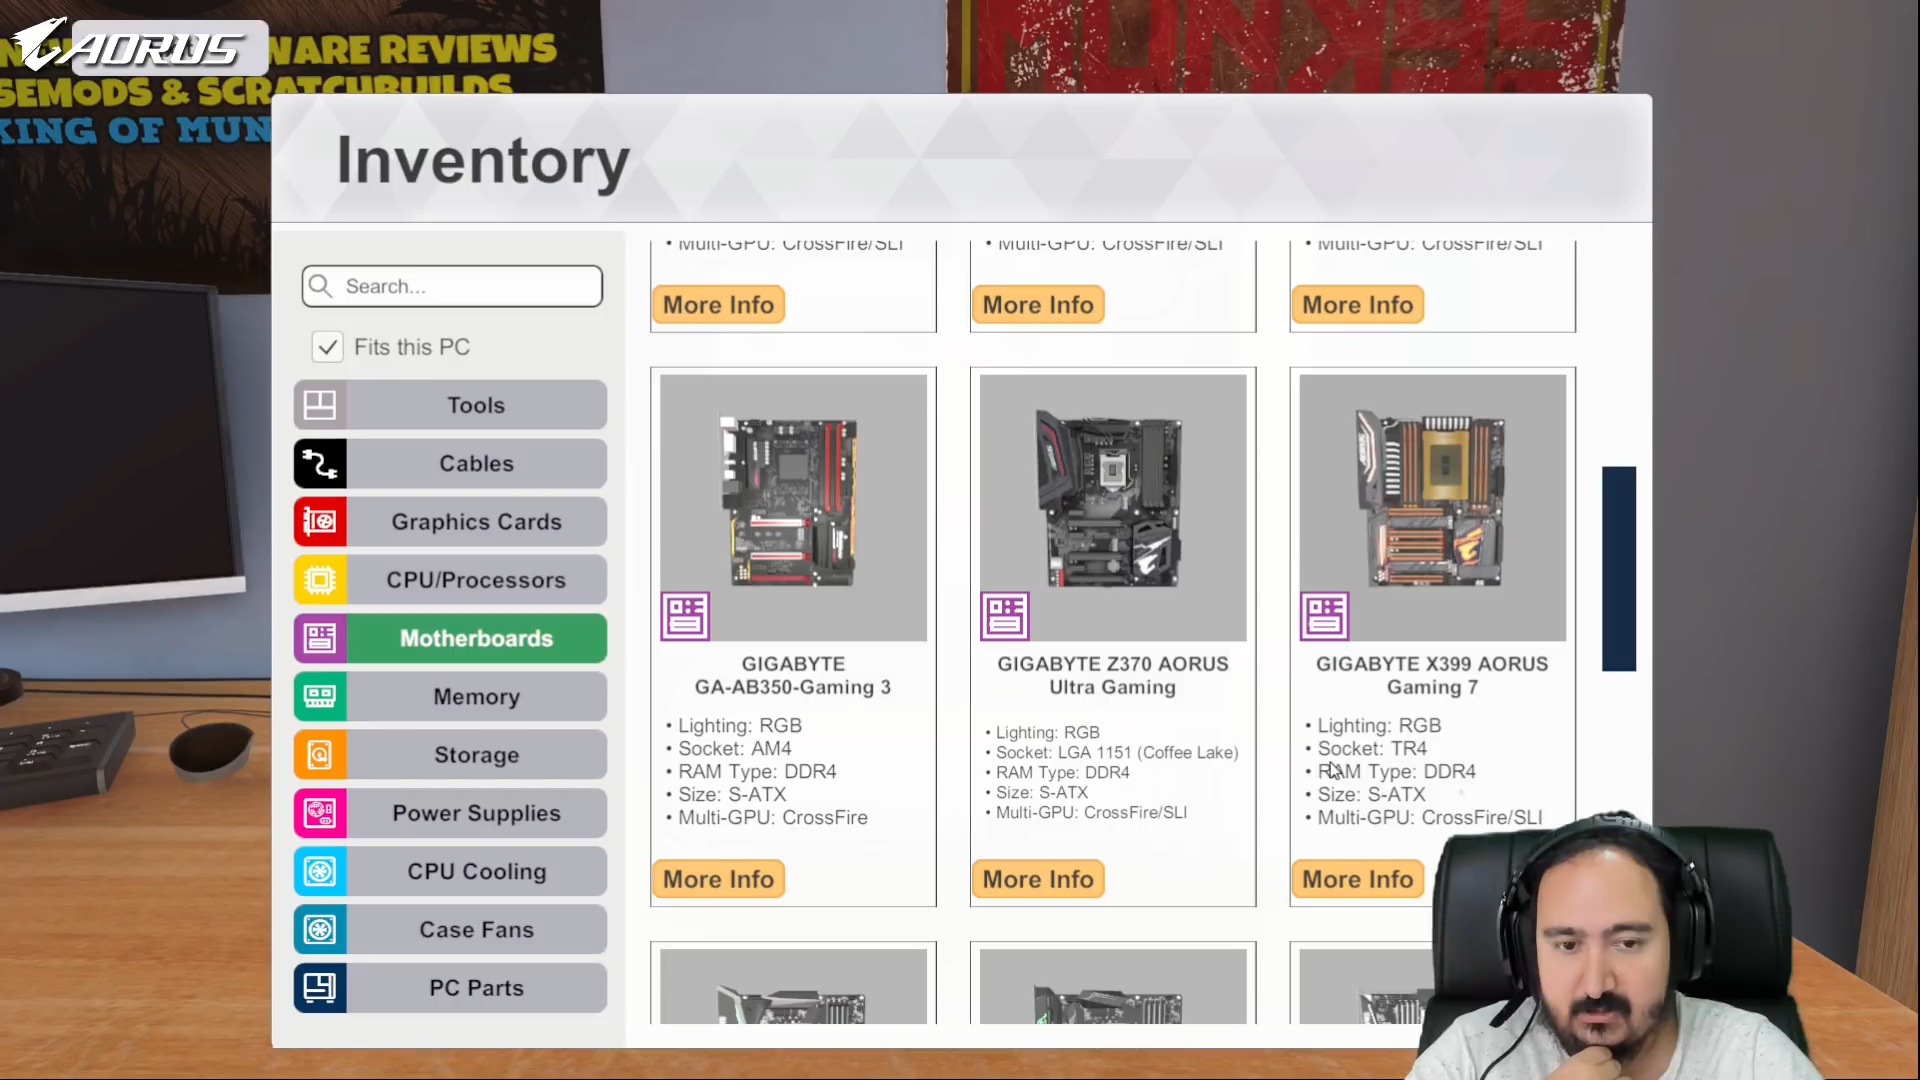 AORUS
WARE REVIEWS
SEMODS & SCRATCHBUILDS
KING OF MUN
Inventory
Search...
Fits this PC
Tools
Cables
Graphics Cards
CPU/Processors
Motherboards
Memory
Storage
Power Supplies
CPU Cooling
Case Fans
PC Parts
• Multi-GPU: CrossFire/SLI
More Info
• Multi-GPU: CrossFire/SLI
More Info
• Multi-GPU: CrossFire/SLI
More Info
GIGABYTE
GA-AB350-Gaming 3
• Lighting: RGB
• Socket: AM4
• RAM Type: DDR4
• Size: S-ATX
• Multi-GPU: CrossFire
More Info
GIGABYTE Z370 AORUS
Ultra Gaming
• Lighting: RGB
• Socket: LGA 1151 (Coffee Lake)
• RAM Type: DDR4
• Size: S-ATX
• Multi-GPU: CrossFire/SLI
More Info
GIGABYTE X399 AORUS
Gaming 7
• Lighting: RGB
• Socket: TR4
• RAM Type: DDR4
• Size: S-ATX
• Multi-GPU: CrossFire/SLI
More Info